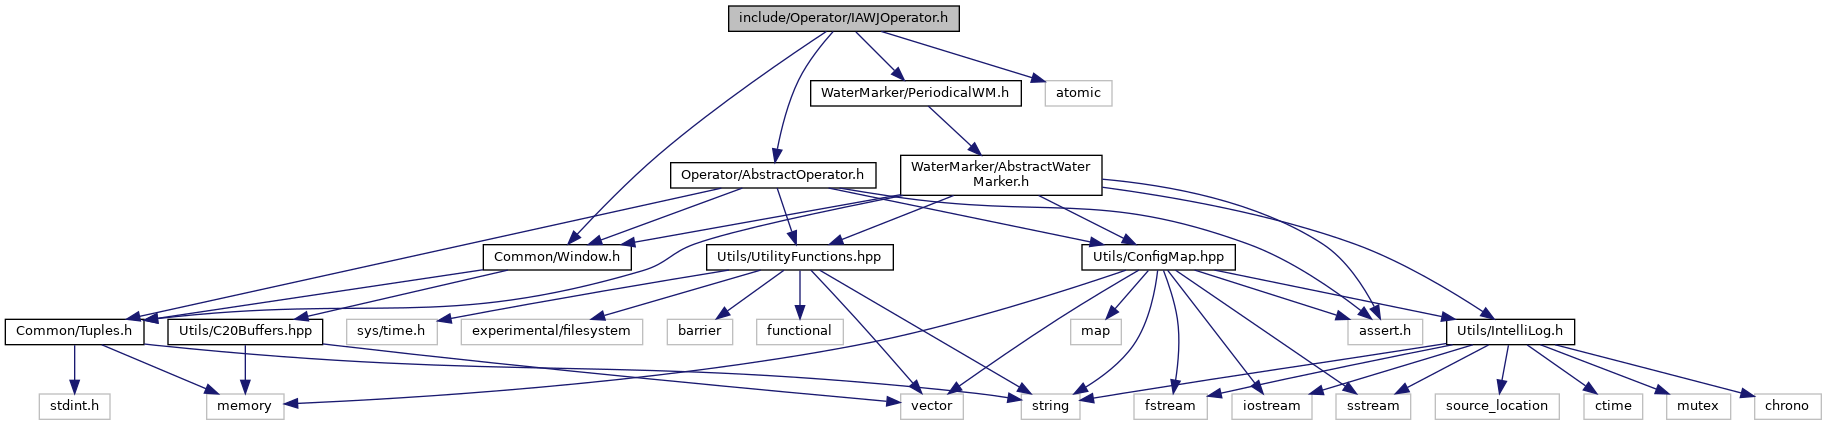 include/Operator/IAWJOperator.h
WaterMarker/PeriodicalWM.h
atomic
Operator/AbstractOperator.h
WaterMarker/AbstractWater
Marker.h
Common/Window.h
Utils/UtilityFunctions.hpp
Utils/ConfigMap.hpp
Common/Tuples.h
Utils/C20Buffers.hpp
sys/time.h
experimental/filesystem
barrier
functional
map
assert.h
Utils/IntelliLog.h
stdint.h
memory
vector
string
fstream
iostream
sstream
source_location
ctime
mutex
chrono